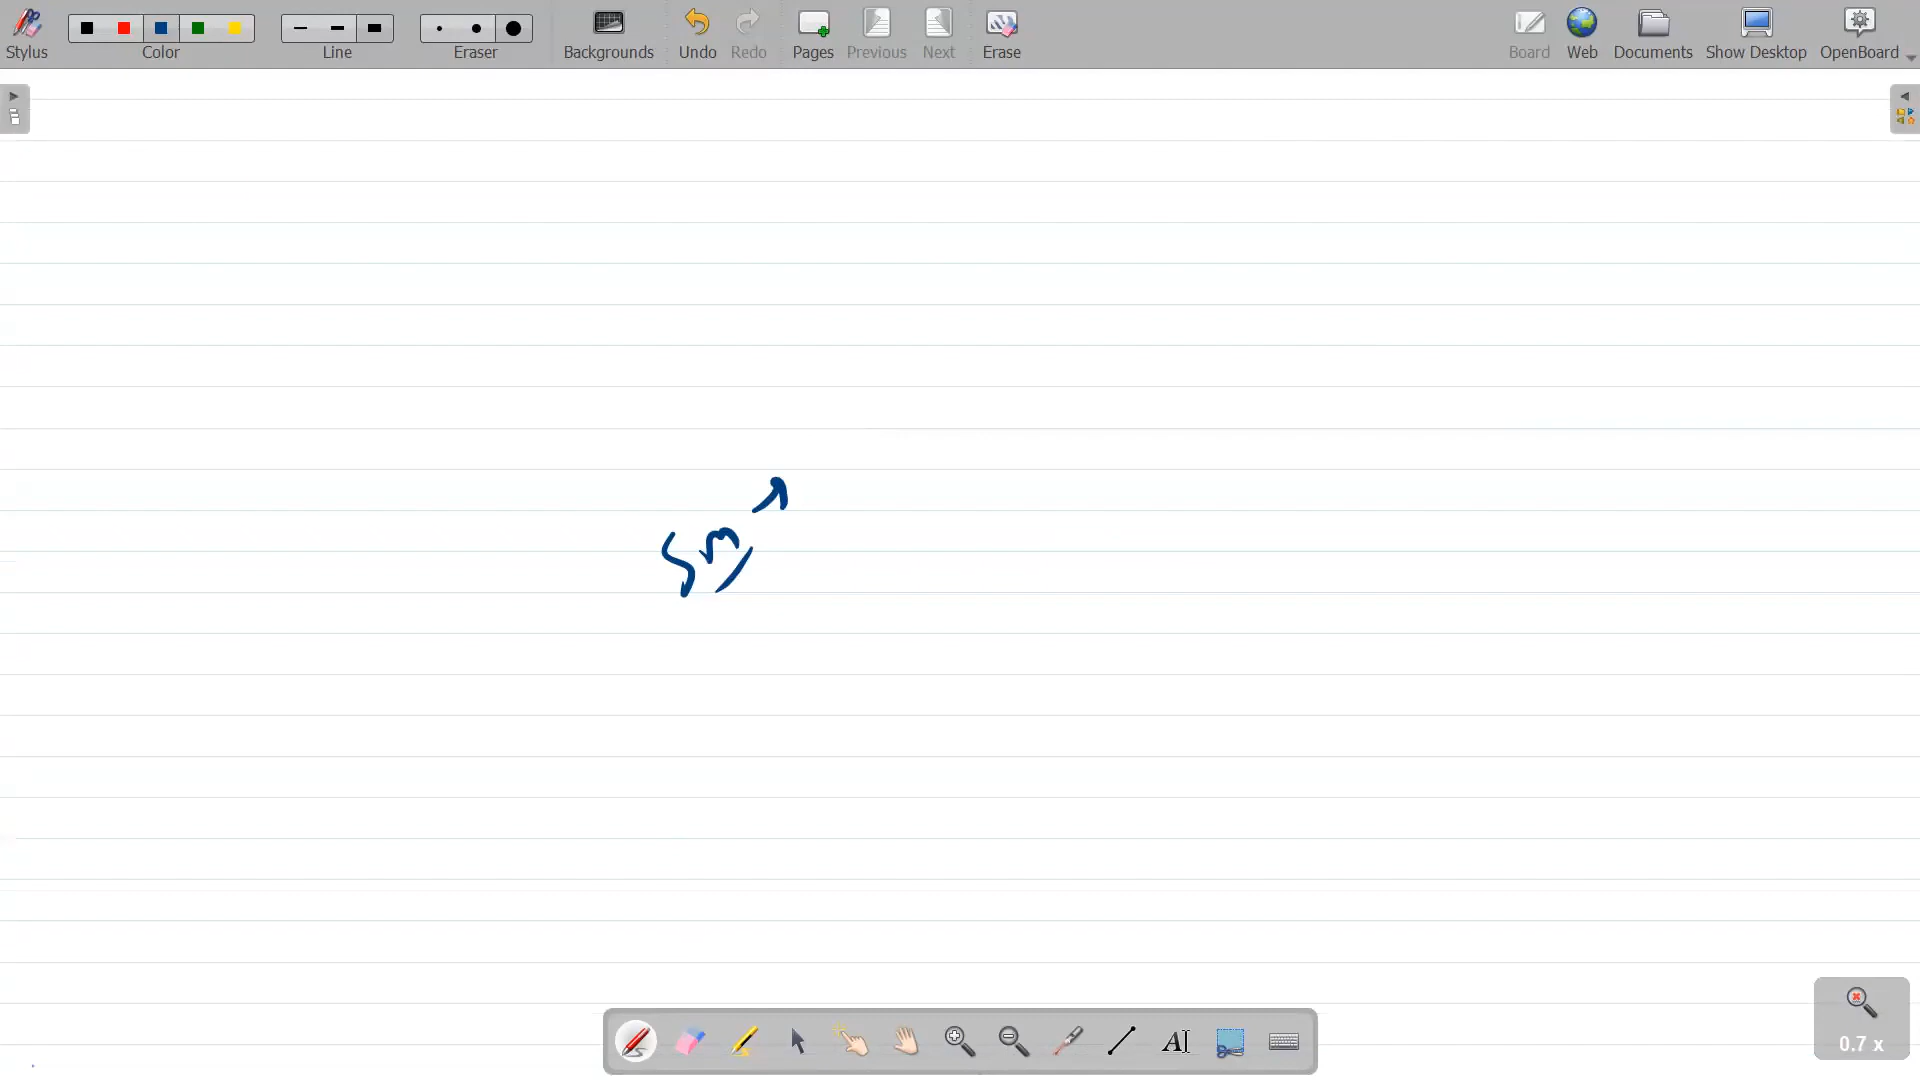 Stylus
Color
Line
Eraser
Backgrounds
Undo
Redo
Pages
Previous
Next
Erase
Board
Web
Documents
Show Desktop
OpenBoard
0.7 x